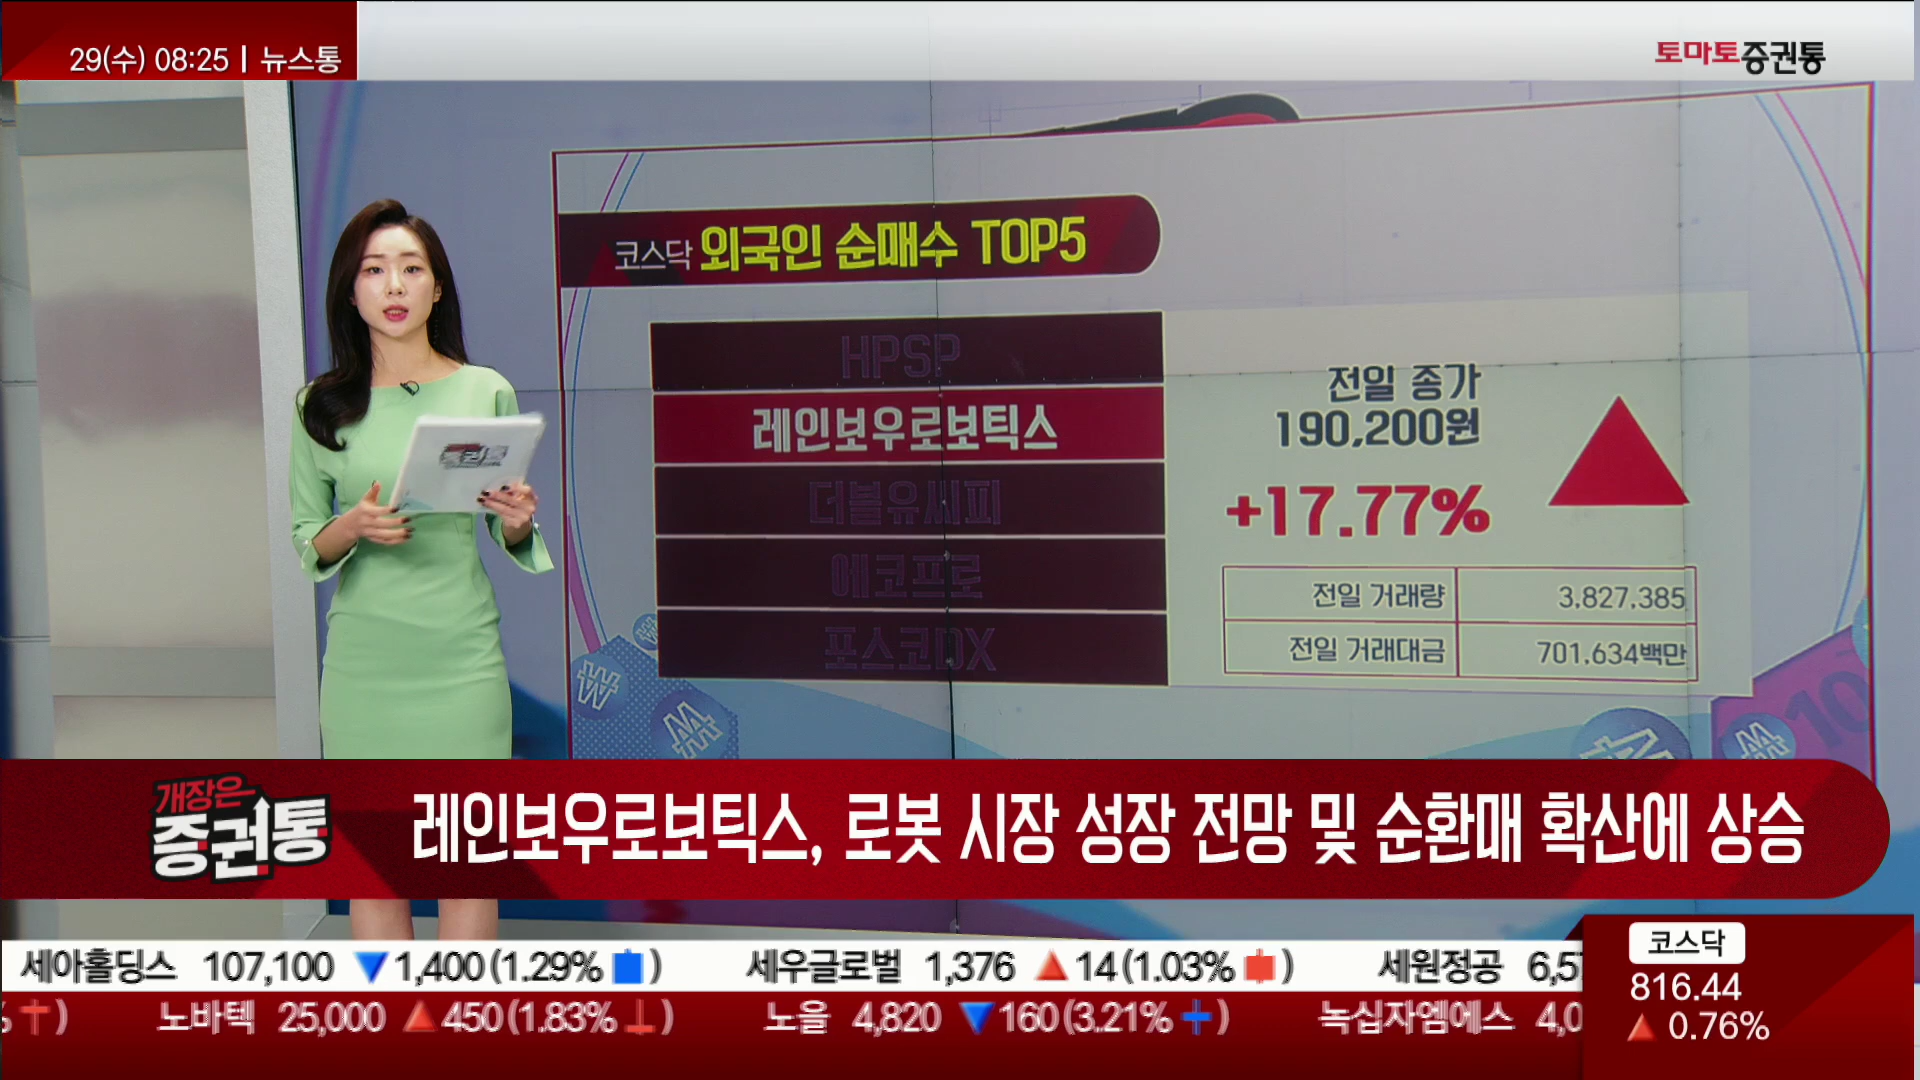 29(수) 08:25 | 뉴스통
토마토증권통
코스닥 외국인 순매수 TOP5
HPSP
레인보우로보틱스
더블유씨피
에코프로
포스코DX
전일 종가
190,200원
+17.77%
전일 거래량 3,827,385
전일 거래대금 701,634백만
개장은
증권통
레인보우로보틱스, 로봇 시장 성장 전망 및 순환매 확산에 상승
세아홀딩스 107,100 ▼1,400(1.29% ) 세우글로벌 1,376 ▲14(1.03% ) 세원정공 6,57
% ) 노바텍 25,000 ▲450(1.83% ) 노을 4,820 ▼160(3.21% ) 녹십자엠에스 4,0
코스닥
816.44
▲ 0.76%